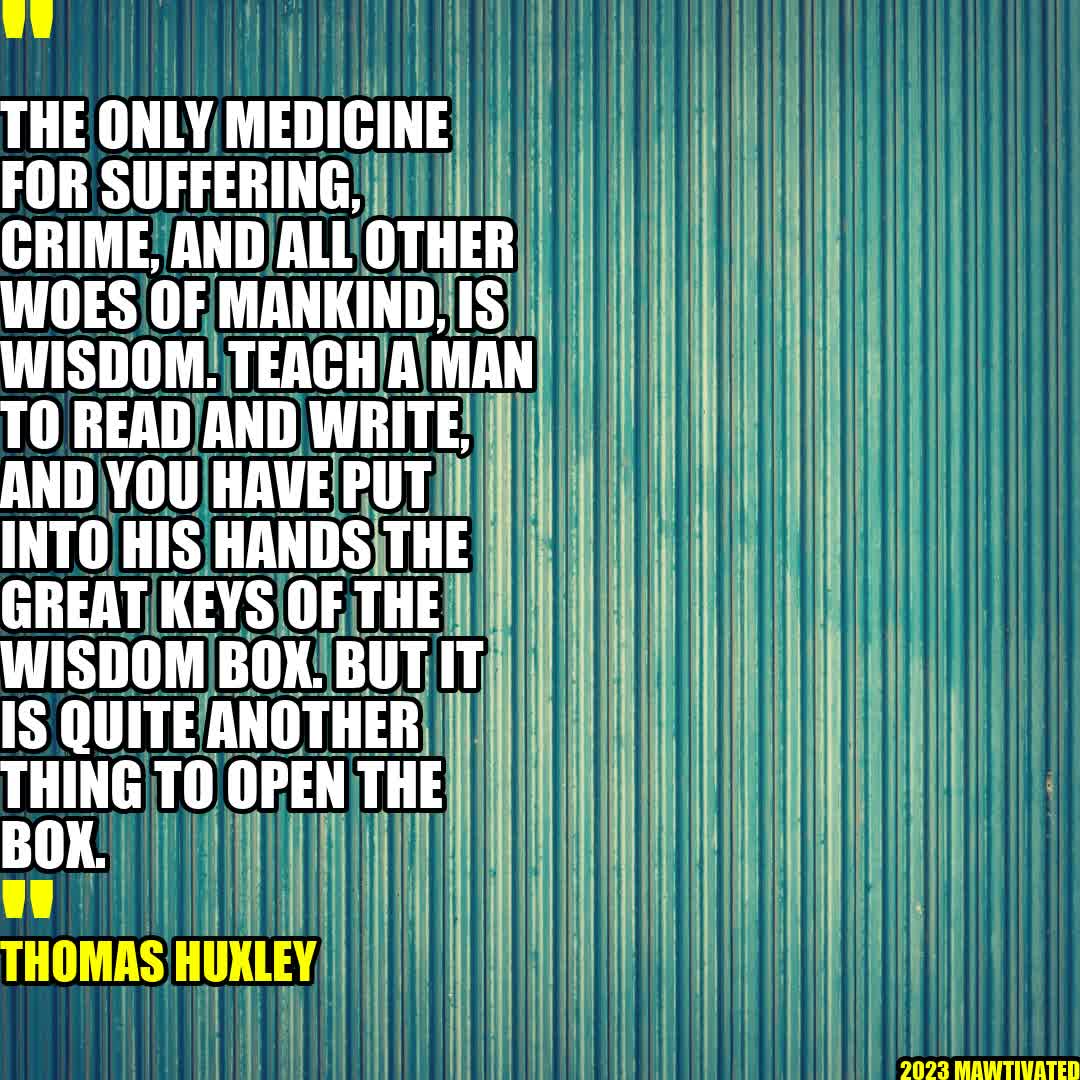 "
THE ONLY MEDICINE
FOR SUFFERING,
CRIME, AND ALL OTHER
WOES OF MANKIND, IS
WISDOM. TEACH A MAN
TO READ AND WRITE,
AND YOU HAVE PUT
INTO HIS HANDS THE
GREAT KEYS OF THE
WISDOM BOX. BUT IT
IS QUITE ANOTHER
THING TO OPEN THE
BOX.
"
THOMAS HUXLEY
2023 MAWTIVATED